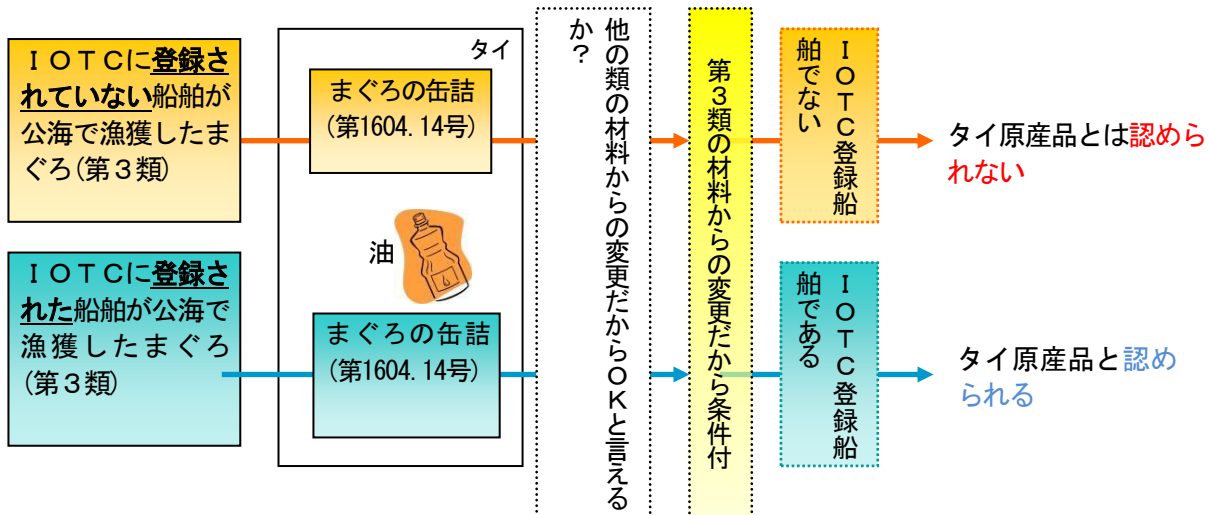 ＩＯＴＣに登録さ
れていない船舶が
公海で漁獲したま
ぐろ(第３類)
ＩＯＴＣに登録さ
れた船舶が公海で
漁獲したまぐろ
(第３類)
タイ
まぐろの缶詰
(第1604.14号)
油
まぐろの缶詰
(第1604.14号)
他の類の材料からの変更だからＯＫと言える
か？
第３類の材料からの変更だから条件付
ＩＯＴＣ登録船
舶でない
ＩＯＴＣ登録船
舶である
タイ原産品とは認めら
れない
タイ原産品と認め
られる